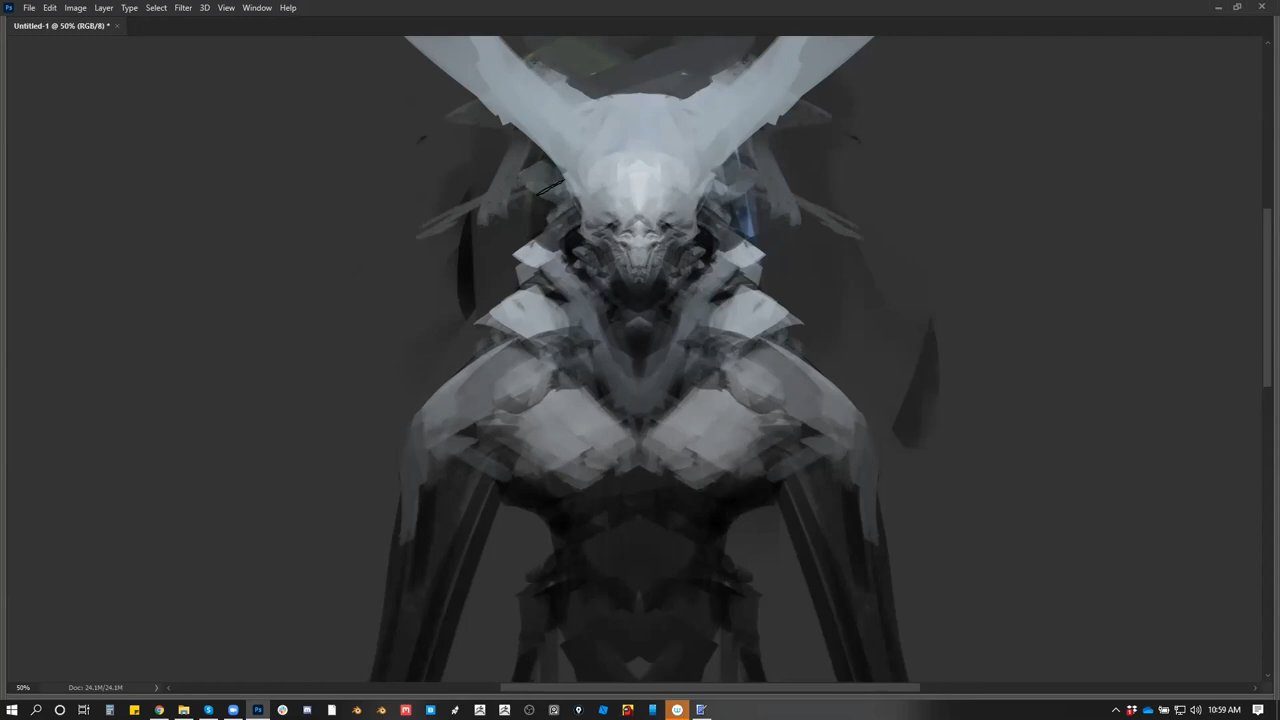 Ps File Edit Image Layer Type Select Filter 3D View Window Help
Untitled-1 @ 50% (RGB/8) * ×
50% Doc: 24.1M/24.1M
10:59 AM